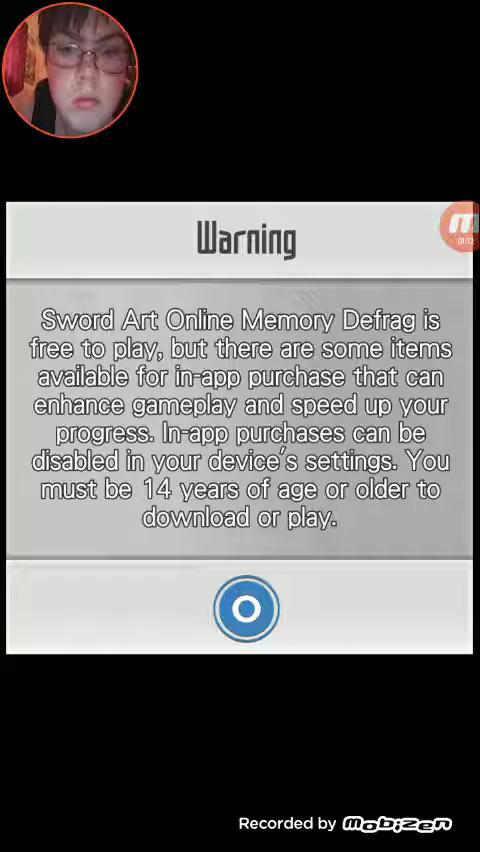 Warning
01:12
Sword Art Online Memory Defrag is
free to play, but there are some items
available for in-app purchase that can
enhance gameplay and speed up your
progress. In-app purchases can be
disabled in your device's settings. You
must be 14 years of age or older to
download or play.
Recorded by Mobizen